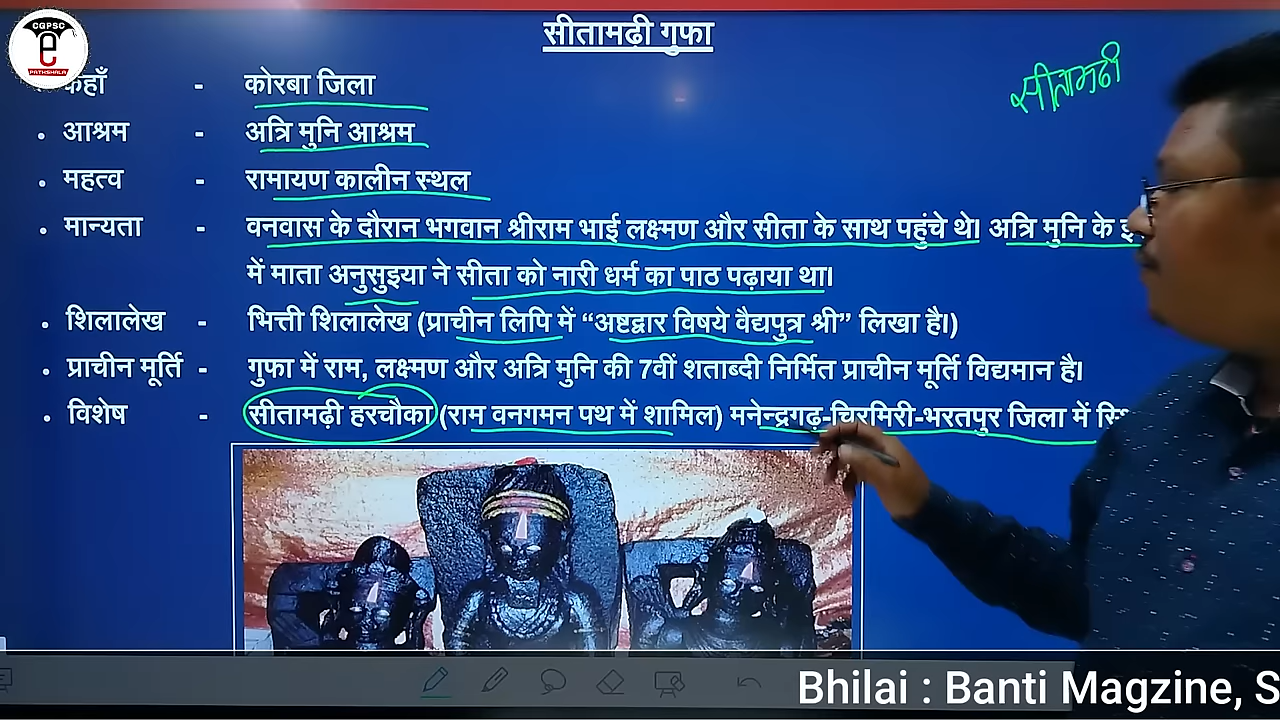 CGPSC
e
PATHSHALA
सीतामढ़ी गुफा
सीतामढी
कहाँ - कोरबा जिला
• आश्रम - अत्रि मुनि आश्रम
• महत्व - रामायण कालीन स्थल
• मान्यता - वनवास के दौरान भगवान श्रीराम भाई लक्ष्मण और सीता के साथ पहुंचे थे। अत्रि मुनि के
में माता अनुसुइया ने सीता को नारी धर्म का पाठ पढ़ाया था।
• शिलालेख - भित्ती शिलालेख (प्राचीन लिपि में “अष्टद्वार विषये वैद्यपुत्र श्री” लिखा है।)
• प्राचीन मूर्ति - गुफा में राम, लक्ष्मण और अत्रि मुनि की 7वीं शताब्दी निर्मित प्राचीन मूर्ति विद्यमान है।
• विशेष - सीतामढ़ी हरचौका (राम वनगमन पथ में शामिल) मनेन्द्रगढ़-चिरमिरी-भरतपुर जिला में
Bhilai : Banti Magzine, S